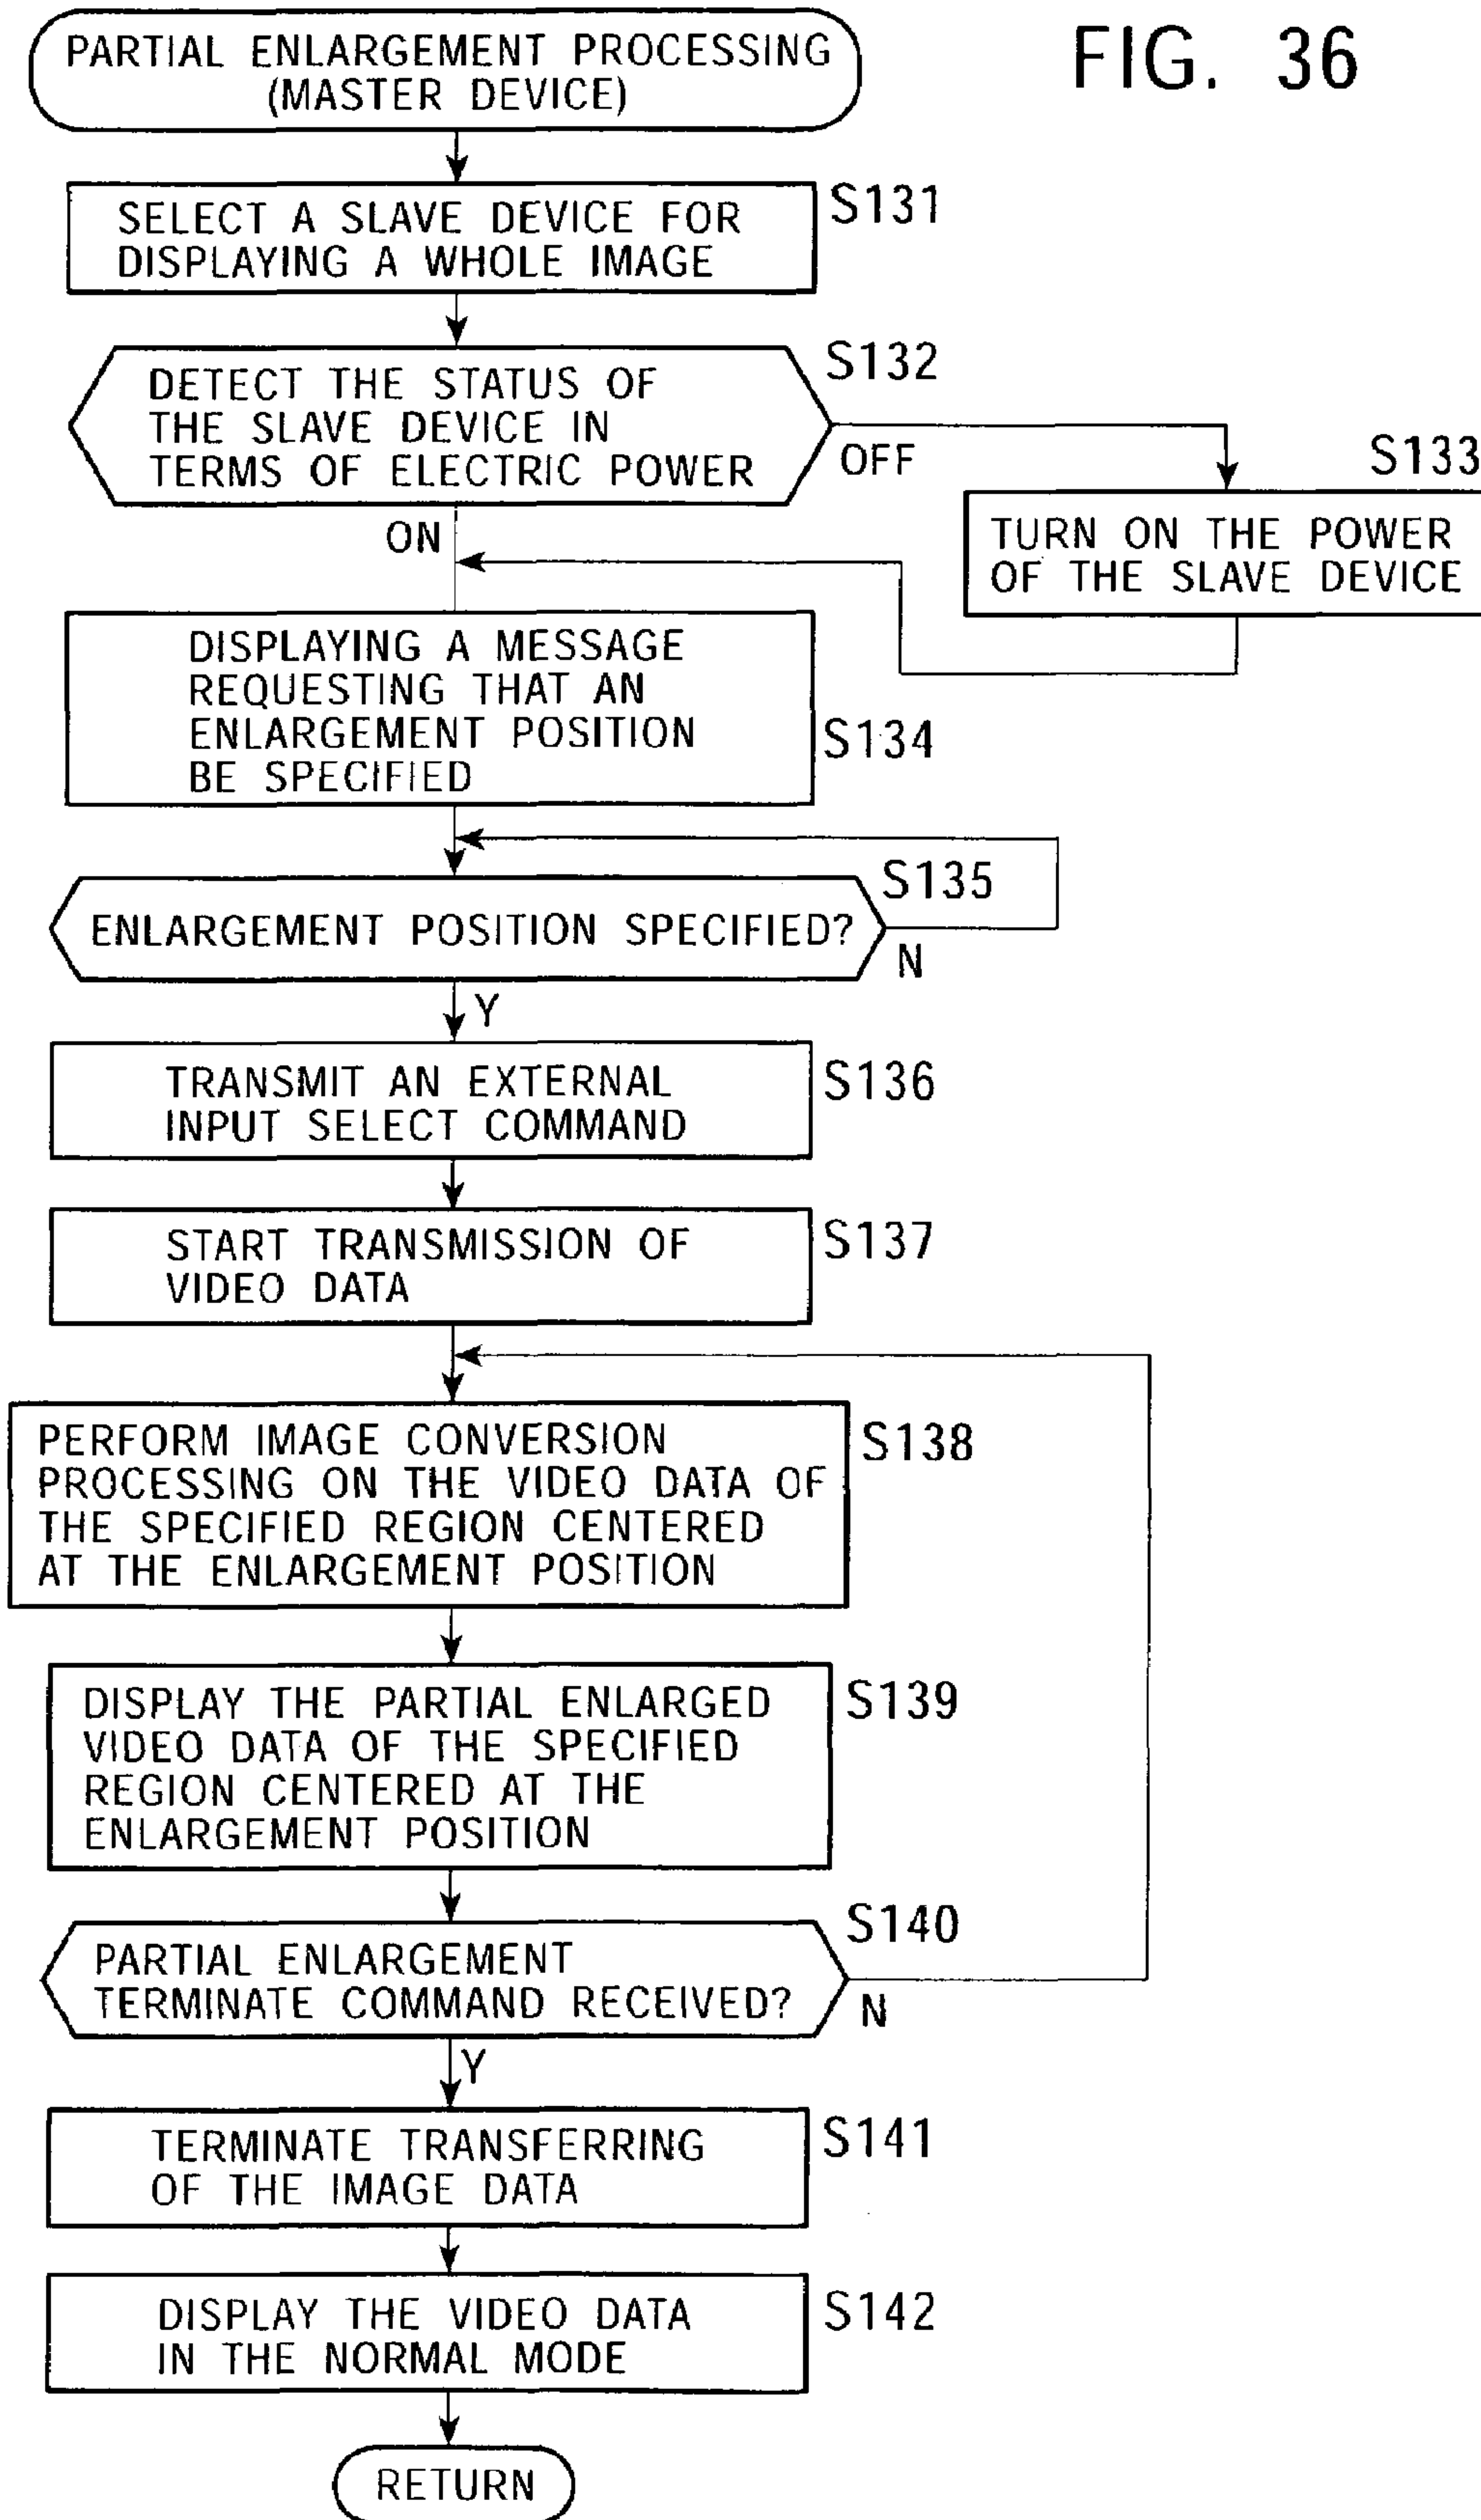 FIG. 36
PARTIAL ENLARGEMENT PROCESSING
(MASTER DEVICE)
S131
SELECT A SLAVE DEVICE FOR
DISPLAYING A WHOLE IMAGE
S132
DETECT THE STATUS OF
THE SLAVE DEVICE IN
TERMS OF ELECTRIC POWER
OFF
S133
TURN ON THE POWER
OF THE SLAVE DEVICE
ON
DISPLAYING A MESSAGE
REQUESTING THAT AN
ENLARGEMENT POSITION
BE SPECIFIED
S134
S135
ENLARGEMENT POSITION SPECIFIED?
N
Y
TRANSMIT AN EXTERNAL
INPUT SELECT COMMAND
S136
START TRANSMISSION OF
VIDEO DATA
S137
PERFORM IMAGE CONVERSION
PROCESSING ON THE VIDEO DATA OF
THE SPECIFIED REGION CENTERED
AT THE ENLARGEMENT POSITION
S138
DISPLAY THE PARTIAL ENLARGED
VIDEO DATA OF THE SPECIFIED
REGION CENTERED AT THE
ENLARGEMENT POSITION
S139
S140
PARTIAL ENLARGEMENT
TERMINATE COMMAND RECEIVED?
N
Y
TERMINATE TRANSFERRING
OF THE IMAGE DATA
S141
DISPLAY THE VIDEO DATA
IN THE NORMAL MODE
S142
RETURN